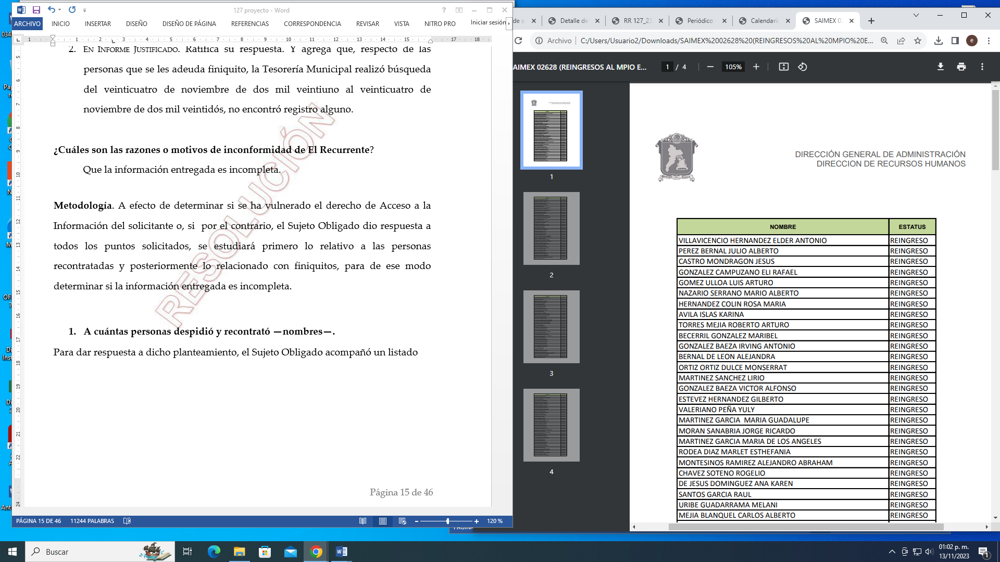 127 proyecto - Word
ARCHIVO INICIO INSERTAR DISEÑO DISEÑO DE PÁGINA REFERENCIAS CORRESPONDENCIA REVISAR VISTA NITRO PRO Iniciar sesión
2. EN INFORME JUSTIFICADO. Ratifica su respuesta. Y agrega que, respecto de las
personas que se les adeuda finiquito, la Tesorería Municipal realizó búsqueda
del veinticuatro de noviembre de dos mil veintiuno al veinticuatro de
noviembre de dos mil veintidós, no encontró registro alguno.
¿Cuáles son las razones o motivos de inconformidad de El Recurrente?
Que la información entregada es incompleta.
Metodología. A efecto de determinar si se ha vulnerado el derecho de Acceso a la
Información del solicitante o, si por el contrario, el Sujeto Obligado dio respuesta a
todos los puntos solicitados, se estudiará primero lo relativo a las personas
recontratadas y posteriormente lo relacionado con finiquitos, para de ese modo
determinar si la información entregada es incompleta.
1. A cuántas personas despidió y recontrató —nombres—.
Para dar respuesta a dicho planteamiento, el Sujeto Obligado acompañó un listado
RESOLUCIÓN
Página 15 de 46
PÁGINA 15 DE 46 11244 PALABRAS 120 %
de s Detalle de RR 127_23 Periódico Calendario SAIMEX 02
Archivo C:/Users/Usuario2/Downloads/SAIMEX%2002628%20(REINGRESOS%20AL%20MPIO%20E... e
SAIMEX 02628 (REINGRESOS AL MPIO E... 1 / 4 105%
1
2
3
4
DIRECCIÓN GENERAL DE ADMINISTRACIÓN
DIRECCION DE RECURSOS HUMANOS
NOMBRE ESTATUS
VILLAVICENCIO HERNANDEZ ELDER ANTONIO REINGRESO
PEREZ BERNAL JULIO ALBERTO REINGRESO
CASTRO MONDRAGON JESUS REINGRESO
GONZALEZ CAMPUZANO ELI RAFAEL REINGRESO
GOMEZ ULLOA LUIS ARTURO REINGRESO
NAZARIO SERRANO MARIO ALBERTO REINGRESO
HERNANDEZ COLIN ROSA MARIA REINGRESO
AVILA ISLAS KARINA REINGRESO
TORRES MEJIA ROBERTO ARTURO REINGRESO
BECERRIL GONZALEZ MARIBEL REINGRESO
GONZALEZ BAEZA IRVING ANTONIO REINGRESO
BERNAL DE LEON ALEJANDRA REINGRESO
ORTIZ ORTIZ DULCE MONSERRAT REINGRESO
MARTINEZ SANCHEZ LIRIO REINGRESO
GONZALEZ BAEZA VICTOR ALFONSO REINGRESO
ESTEVEZ HERNANDEZ GILBERTO REINGRESO
VALERIANO PEÑA YULY REINGRESO
MARTINEZ GARCIA MARIA GUADALUPE REINGRESO
MORAN SANABRIA JORGE RICARDO REINGRESO
MARTINEZ GARCIA MARIA DE LOS ANGELES REINGRESO
RODEA DIAZ MARLET ESTHEFANIA REINGRESO
MONTESINOS RAMIREZ ALEJANDRO ABRAHAM REINGRESO
CHAVEZ SOTENO ROGELIO REINGRESO
DE JESUS DOMINGUEZ ANA KAREN REINGRESO
SANTOS GARCIA RAUL REINGRESO
URIBE GUADARRAMA MELANI REINGRESO
MEJIA BLANQUEL CARLOS ALBERTO REINGRESO
Buscar
01:02 p. m.
13/11/2023